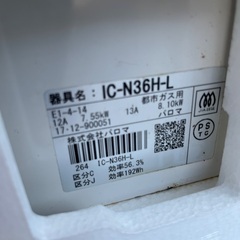 器具名: IC-N36H-L
E1-4-14 都市ガス用
12A 7.55kW 13A 8.10kW
17-12-900051 パロマ
株式会社パロマ
264 IC-N36H-L
区分C 効率56.3%
区分J 効率192Wh
PS
TG